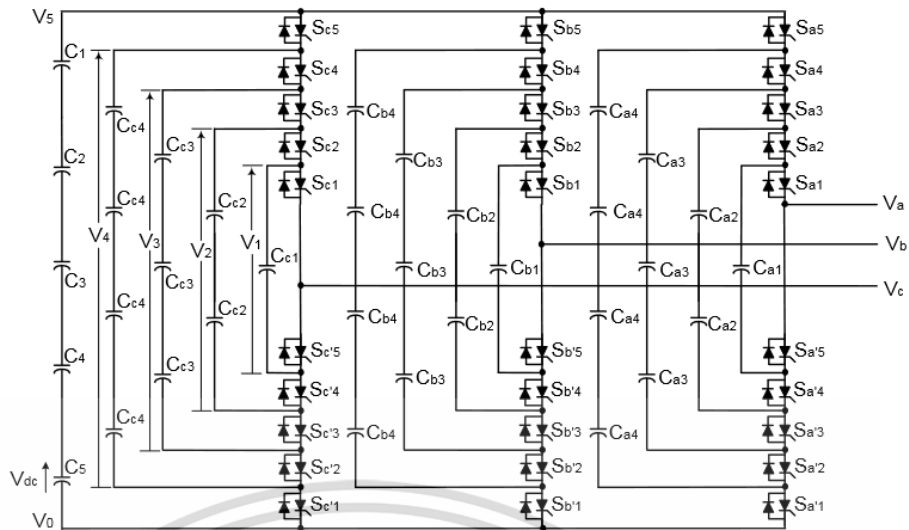 V5 Sc5 Sb5 Sa5
C1 Sc4 Sb4 Sa4
Cc4 Sc3 Cb4 Sb3 Ca4 Sa3
C2 Cc3 Sc2 Cb3 Sb2 Ca3 Sa2
Sc1 Sb1 Sa1
Cc4 Cc2 Cb4 Cb2 Ca4 Ca2 Va
V4 V3 V2 V1 Vb
C3 Cc3 Cc1 Cb3 Cb1 Ca3 Ca1
Vc
Cc4 Cc2 Cb4 Cb2 Ca4 Ca2
C4 Cc3 Sc'5 Cb3 Sb'5 Ca3 Sa'5
Sc'4 Sb'4 Sa'4
Cc4 Sc'3 Cb4 Sb'3 Ca4 Sa'3
Vdc C5 Sc'2 Sb'2 Sa'2
V0 Sc'1 Sb'1 Sa'1